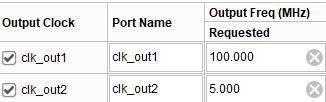 Output Clock Port Name Output Freq (MHz)
Requested
clk_out1 clk_out1 100.000
clk_out2 clk_out2 5.000